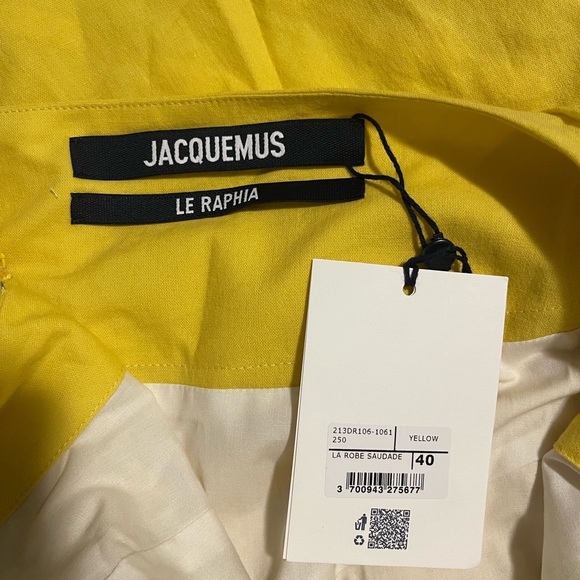 JACQUEMUS
LE RAPHIA
213DR106-1061
250
YELLOW
LA ROBE SAUDADE
40
3 700943 275677